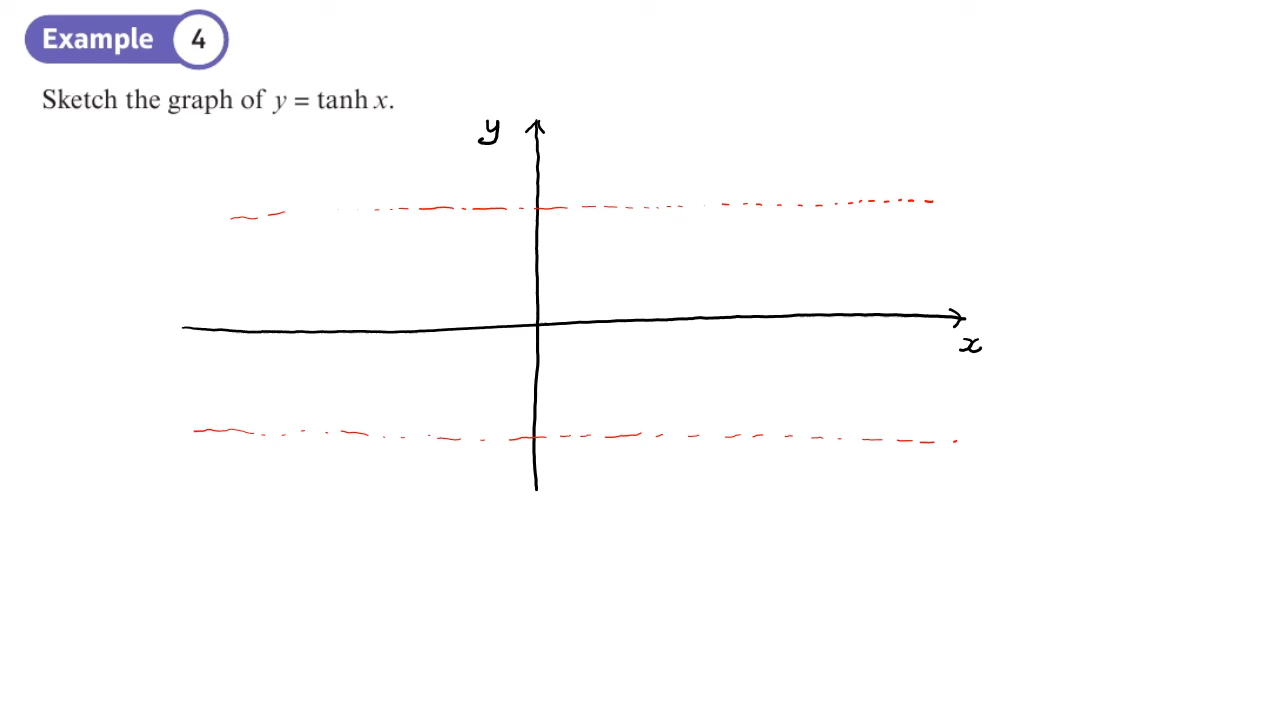 Example 4
Sketch the graph of y = tanh x.
y
x